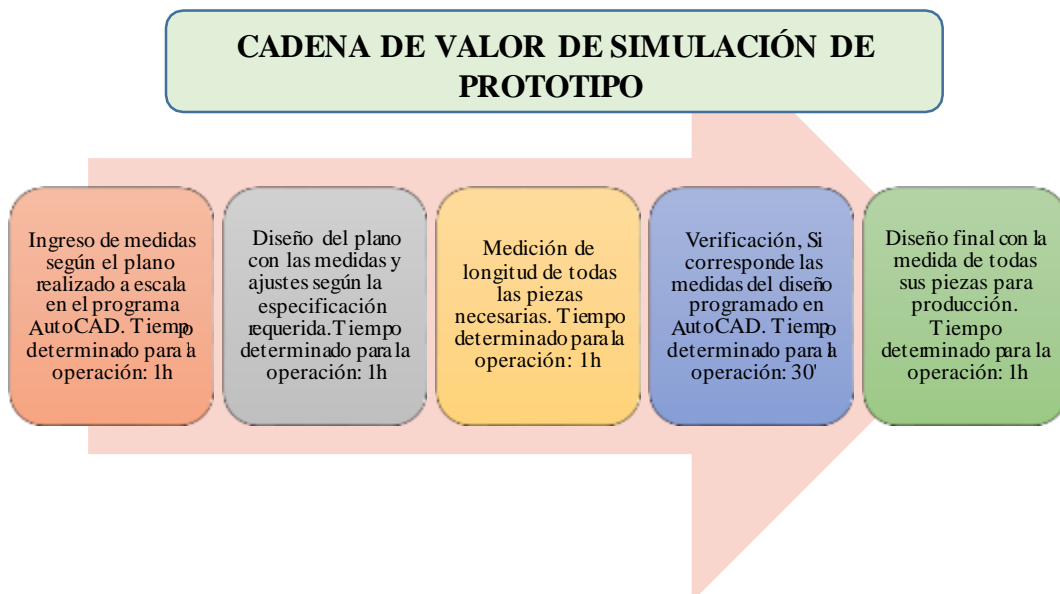 CADENA DE VALOR DE SIMULACIÓN DE
PROTOTIPO
Ingreso de medidas
según el plano
realizado a escala
en el programa
AutoCAD. Tiempo
determinado para la
operación: 1h
Diseño del plano
con las medidas y
ajustes según la
especificación
requerida.Tiempo
determinado para la
operación: 1h
Medición de
longitud de todas
las piezas
necesarias. Tiempo
determinado para la
operación: 1h
Verificación, Si
corresponde las
medidas del diseño
programado en
AutoCAD. Tiempo
determinado para la
operación: 30'
Diseño final con la
medida de todas
sus piezas para
producción.
Tiempo
determinado para la
operación: 1h